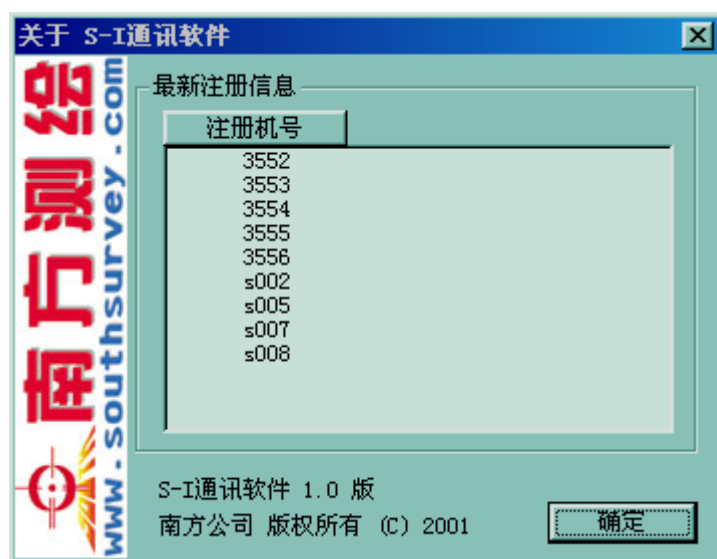 关于 S-I通讯软件
南方测绘
www.southsurvey.com
最新注册信息
注册机号
3552
3553
3554
3555
3556
s002
s005
s007
s008
S-I通讯软件 1.0 版
南方公司 版权所有 (C) 2001
确定